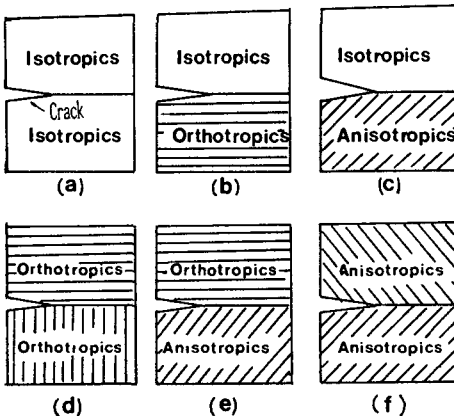 Isotropics
Crack
Isotropics
(a)
Isotropics
Orthotropics
(b)
Isotropics
Anisotropics
(c)
Orthotropics
Orthotropics
(d)
Orthotropics
Anisotropics
(e)
Anisotropics
Anisotropics
(f)